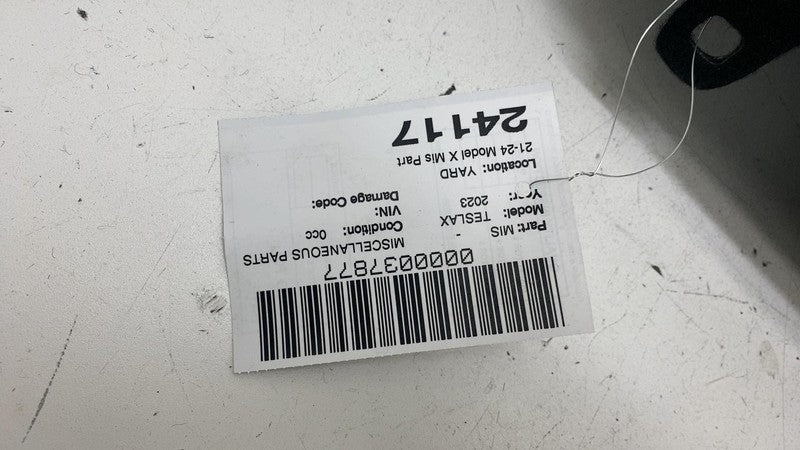 0000037877
Part: MIS - MISCELLANEOUS PARTS
Model: TESLAX Condition: 0cc
Year: 2023 VIN:
Damage Code:
Location: YARD
21-24 Model X Mis Part
24117